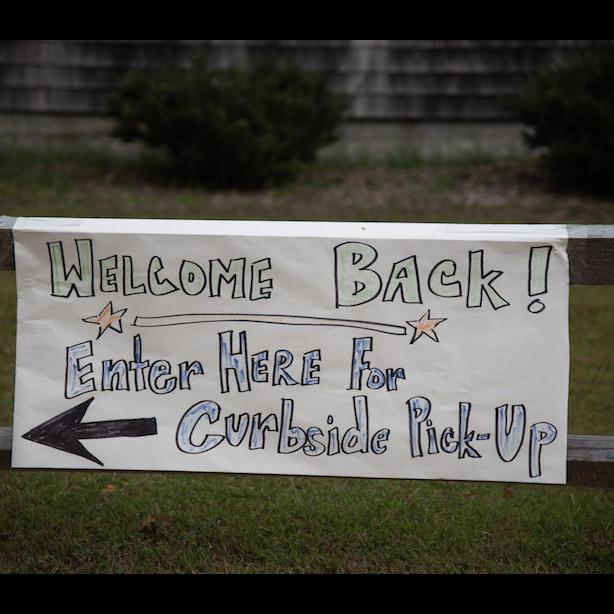 WELCOME BACK!
Enter HERE For
Curbside Pick-Up